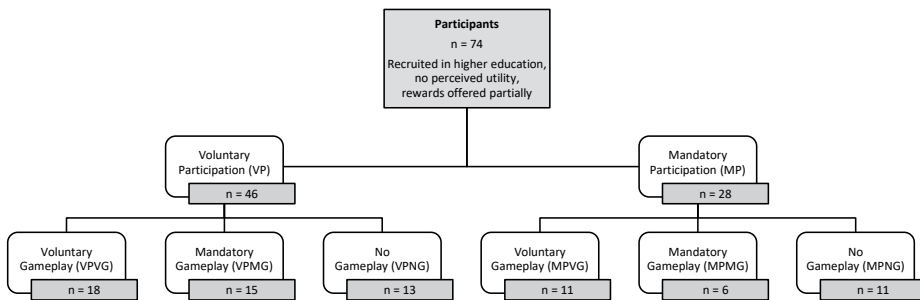 Participants
n = 74
Recruited in higher education,
no perceived utility,
rewards offered partially
Voluntary
Participation (VP)
n = 46
Mandatory
Participation (MP)
n = 28
Voluntary
Gameplay (VPVG)
n = 18
Mandatory
Gameplay (VPMG)
n = 15
No
Gameplay (VPNG)
n = 13
Voluntary
Gameplay (MPVG)
n = 11
Mandatory
Gameplay (MPMG)
n = 6
No
Gameplay (MPNG)
n = 11